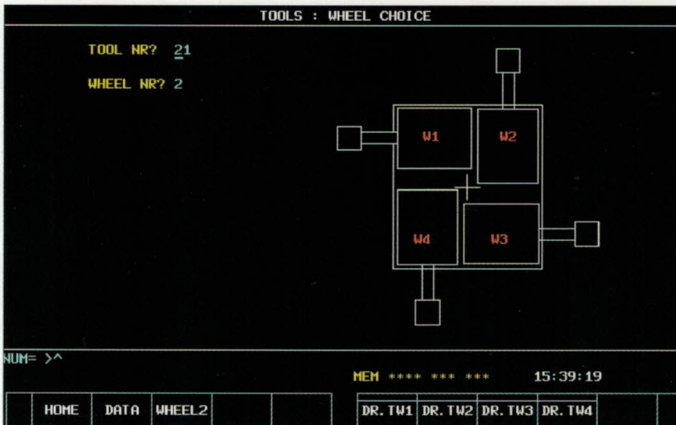 TOOLS : WHEEL CHOICE
TOOL NR? 21
WHEEL NR? 2
W1 W2
W4 W3
NUM= >^
MEM **** *** *** 15:39:19
HOME DATA WHEEL2 DR.TW1 DR.TW2 DR.TW3 DR.TW4